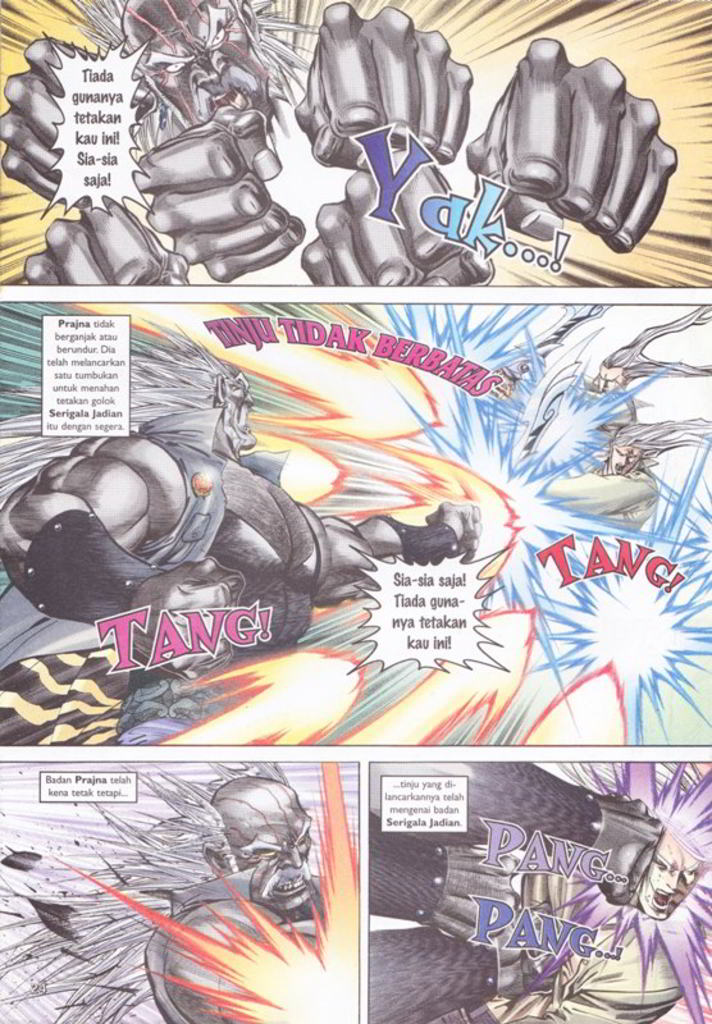 Tiada
gunanya
tetakan
kau ini!
Sia-sia
saja!
Yak...!
Prajna tidak
berganjak atau
berundur. Dia
telah melancarkan
satu tumbukan
untuk menahan
tetakan golok
Serigala Jadian
itu dengan segera.
TINJU TIDAK BERBATAS
TANG!
TANG!
Sia-sia saja!
Tiada guna-
nya tetakan
kau ini!
Badan Prajna telah
kena tetak tetapi...
...tinju yang di-
lancarkannya telah
mengenai badan
Serigala Jadian.
PANG...
PANG...!
24